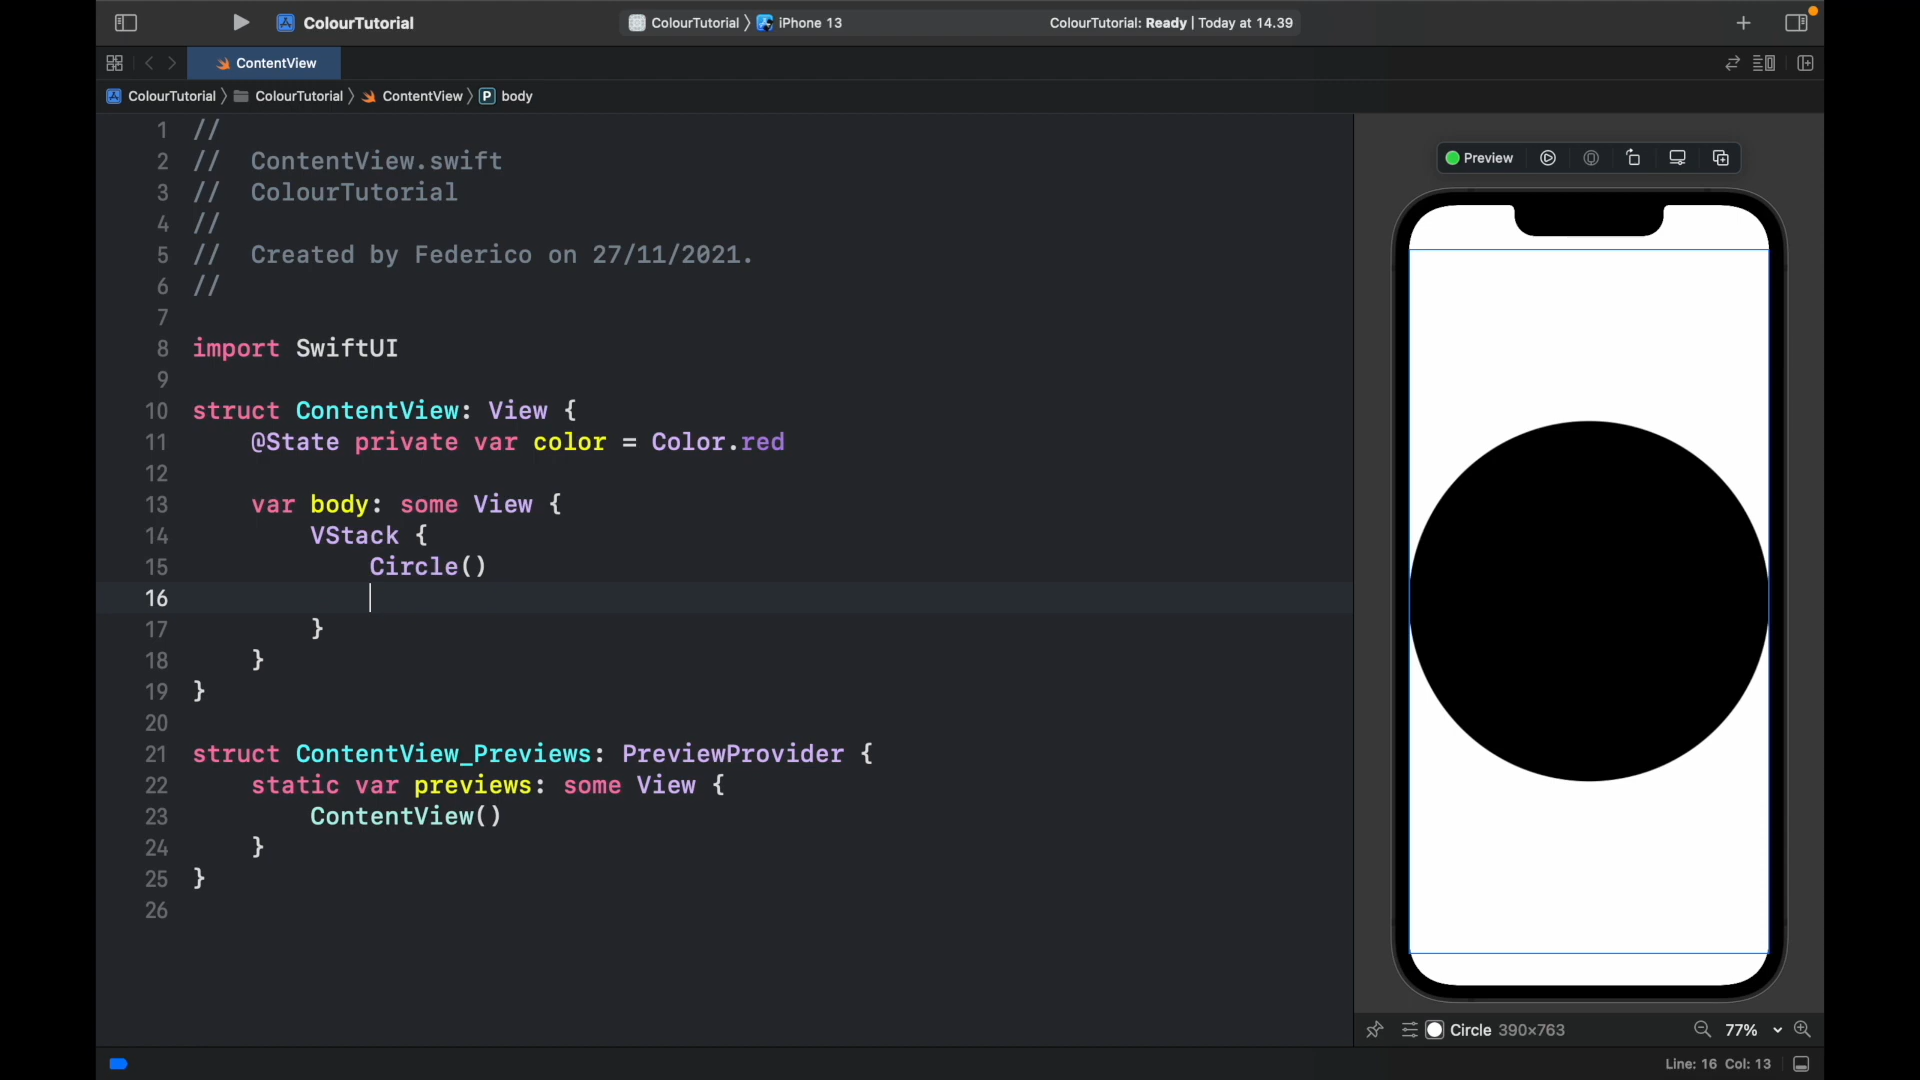 ColourTutorial
ColourTutorial 〉 iPhone 13
ColourTutorial: Ready | Today at 14.39
ContentView
ColourTutorial 〉 ColourTutorial 〉 ContentView 〉 P body
1 //
2 //  ContentView.swift
3 //  ColourTutorial
4 //
5 //  Created by Federico on 27/11/2021.
6 //
7
8 import SwiftUI
9
10 struct ContentView: View {
11     @State private var color = Color.red
12
13     var body: some View {
14         VStack {
15             Circle()
16
17         }
18     }
19 }
20
21 struct ContentView_Previews: PreviewProvider {
22     static var previews: some View {
23         ContentView()
24     }
25 }
26
Preview
Circle 390×763
77%
Line: 16 Col: 13